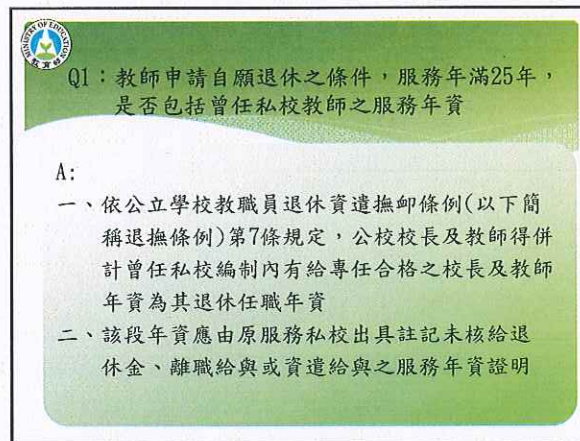 MINISTRY OF EDUCATION
教育部
Q1：教師申請自願退休之條件，服務年滿25年，
是否包括曾任私校教師之服務年資
A:
一、依公立學校教職員退休資遣撫卹條例(以下簡
稱退撫條例)第7條規定，公校校長及教師得併
計曾任私校編制內有給專任合格之校長及教師
年資為其退休任職年資
二、該段年資應由原服務私校出具註記未核給退
休金、離職給與或資遣給與之服務年資證明